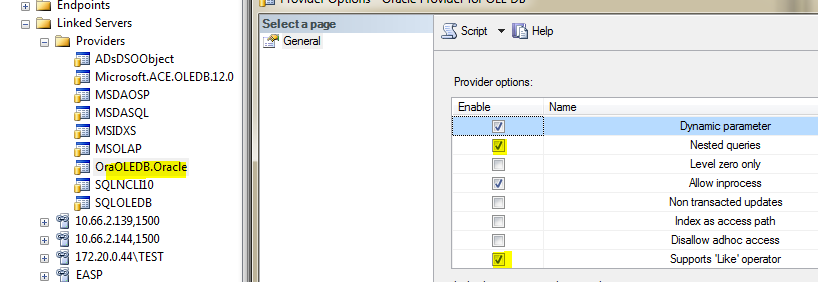 Endpoints
Linked Servers
Providers
ADsDSOObject
Microsoft.ACE.OLEDB.12.0
MSDAOSP
MSDASQL
MSIDXS
MSOLAP
OraOLEDB.Oracle
SQLNCLI10
SQLOLEDB
10.66.2.139,1500
10.66.2.144,1500
172.20.0.44\TEST
EASP
Provider Options - Oracle Provider for OLE DB
Select a page
General
Script
Help
Provider options:
Enable Name
Dynamic parameter
Nested queries
Level zero only
Allow inprocess
Non transacted updates
Index as access path
Disallow adhoc access
Supports 'Like' operator